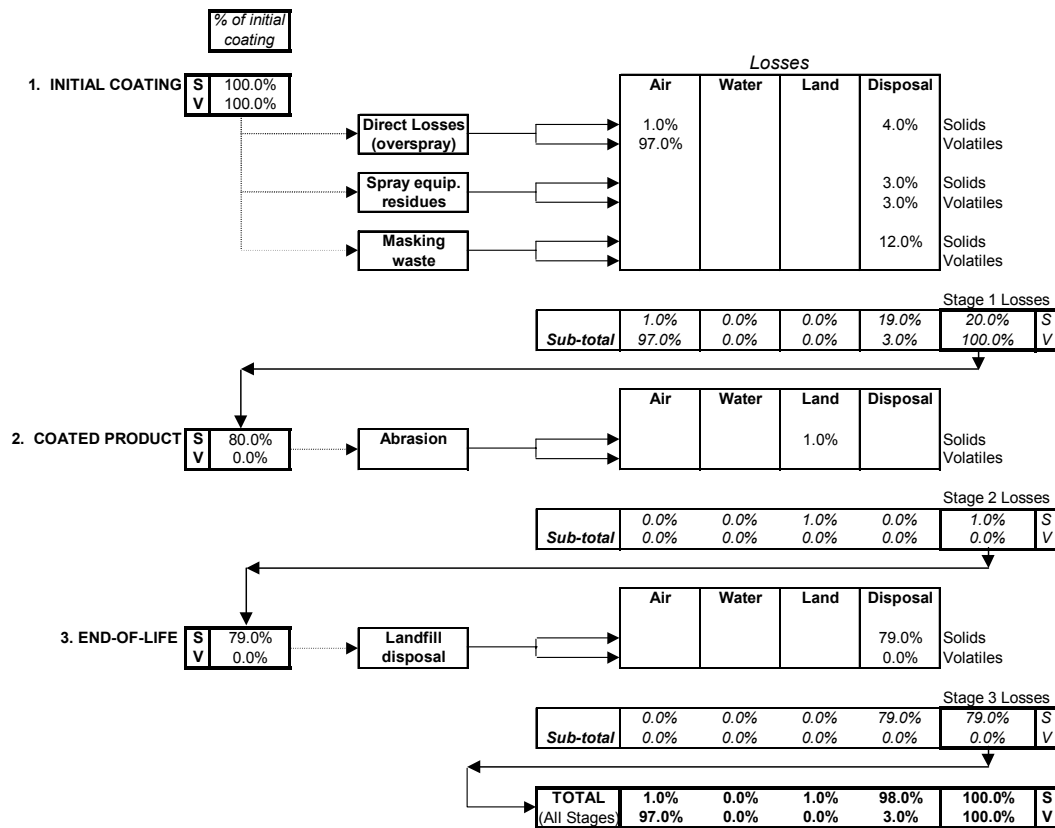 % of initial
coating
Losses
1. INITIAL COATING S 100.0% Air Water Land Disposal
V 100.0%
Direct Losses 1.0% 4.0% Solids
(overspray) 97.0% Volatiles
Spray equip. 3.0% Solids
residues 3.0% Volatiles
Masking 12.0% Solids
waste Volatiles
Stage 1 Losses
1.0% 0.0% 0.0% 19.0% 20.0% S
Sub-total 97.0% 0.0% 0.0% 3.0% 100.0% V
Air Water Land Disposal
2. COATED PRODUCT S 80.0% Abrasion 1.0% Solids
V 0.0% Volatiles
Stage 2 Losses
0.0% 0.0% 1.0% 0.0% 1.0% S
Sub-total 0.0% 0.0% 0.0% 0.0% 0.0% V
Air Water Land Disposal
3. END-OF-LIFE S 79.0% Landfill 79.0% Solids
V 0.0% disposal 0.0% Volatiles
Stage 3 Losses
0.0% 0.0% 0.0% 79.0% 79.0% S
Sub-total 0.0% 0.0% 0.0% 0.0% 0.0% V
TOTAL 1.0% 0.0% 1.0% 98.0% 100.0% S
(All Stages) 97.0% 0.0% 0.0% 3.0% 100.0% V